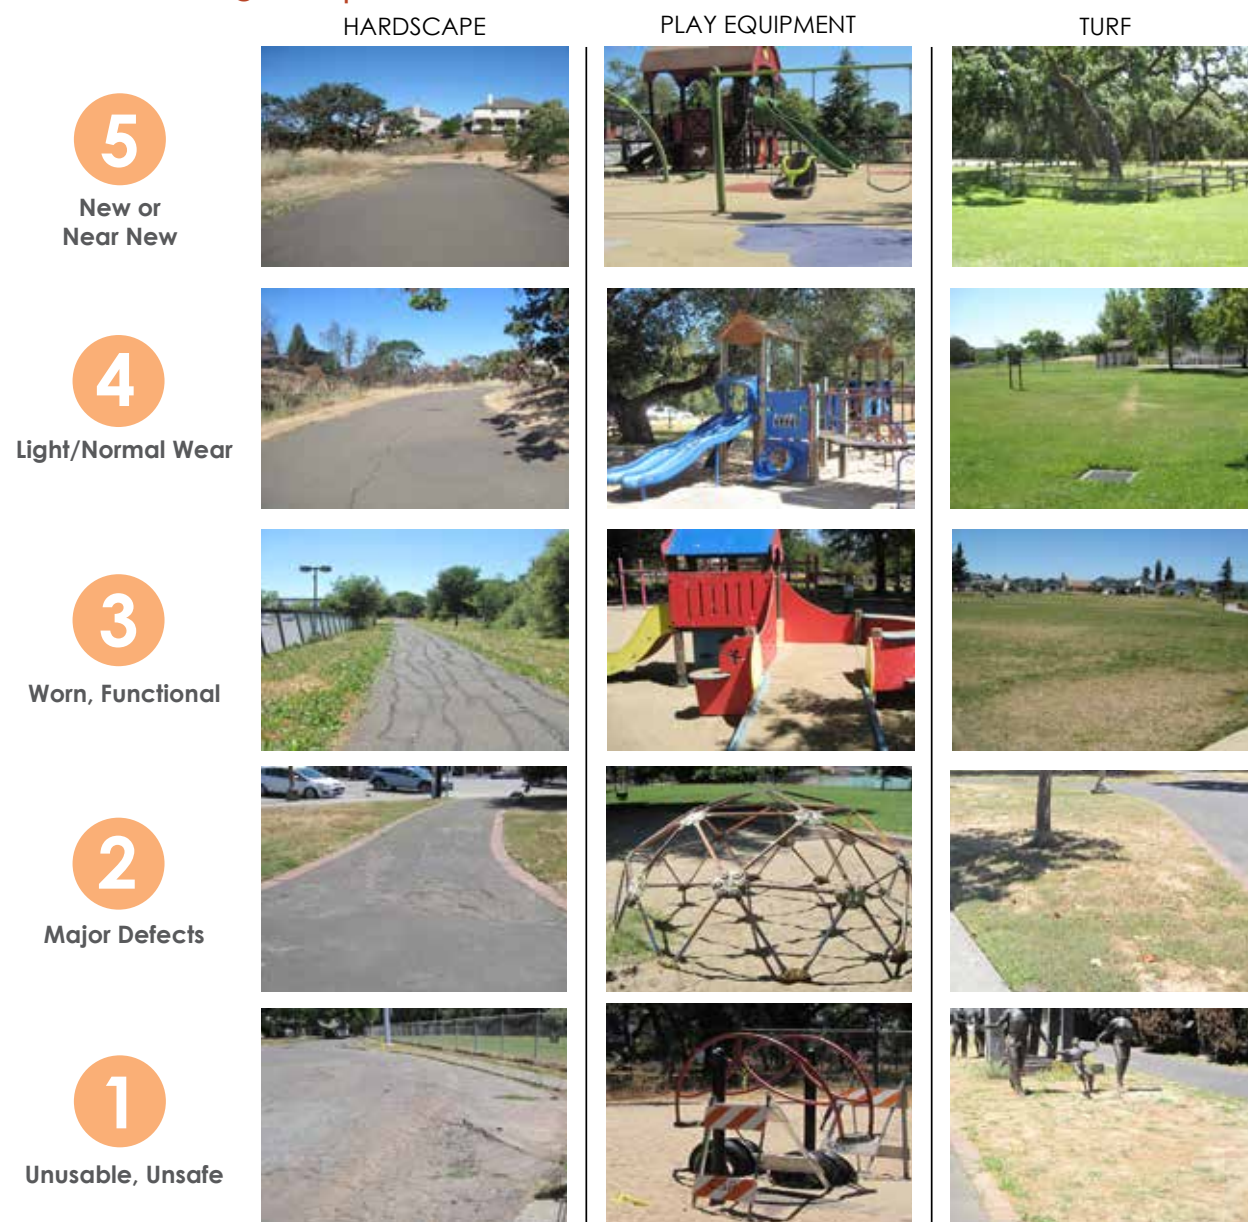 HARDSCAPE
PLAY EQUIPMENT
TURF
5
New or
Near New
4
Light/Normal Wear
3
Worn, Functional
2
Major Defects
1
Unusable, Unsafe